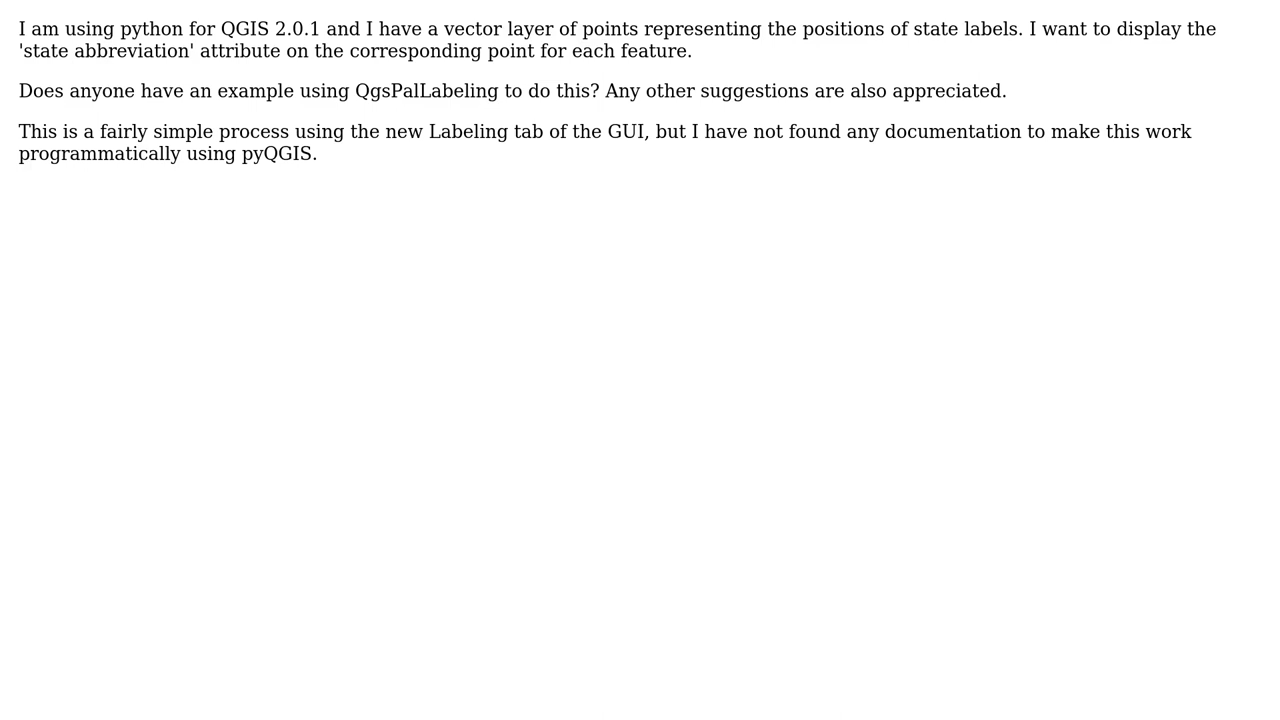 I am using python for QGIS 2.0.1 and I have a vector layer of points representing the positions of state labels. I want to display the
'state abbreviation' attribute on the corresponding point for each feature.
Does anyone have an example using QgsPalLabeling to do this? Any other suggestions are also appreciated.
This is a fairly simple process using the new Labeling tab of the GUI, but I have not found any documentation to make this work
programmatically using pyQGIS.